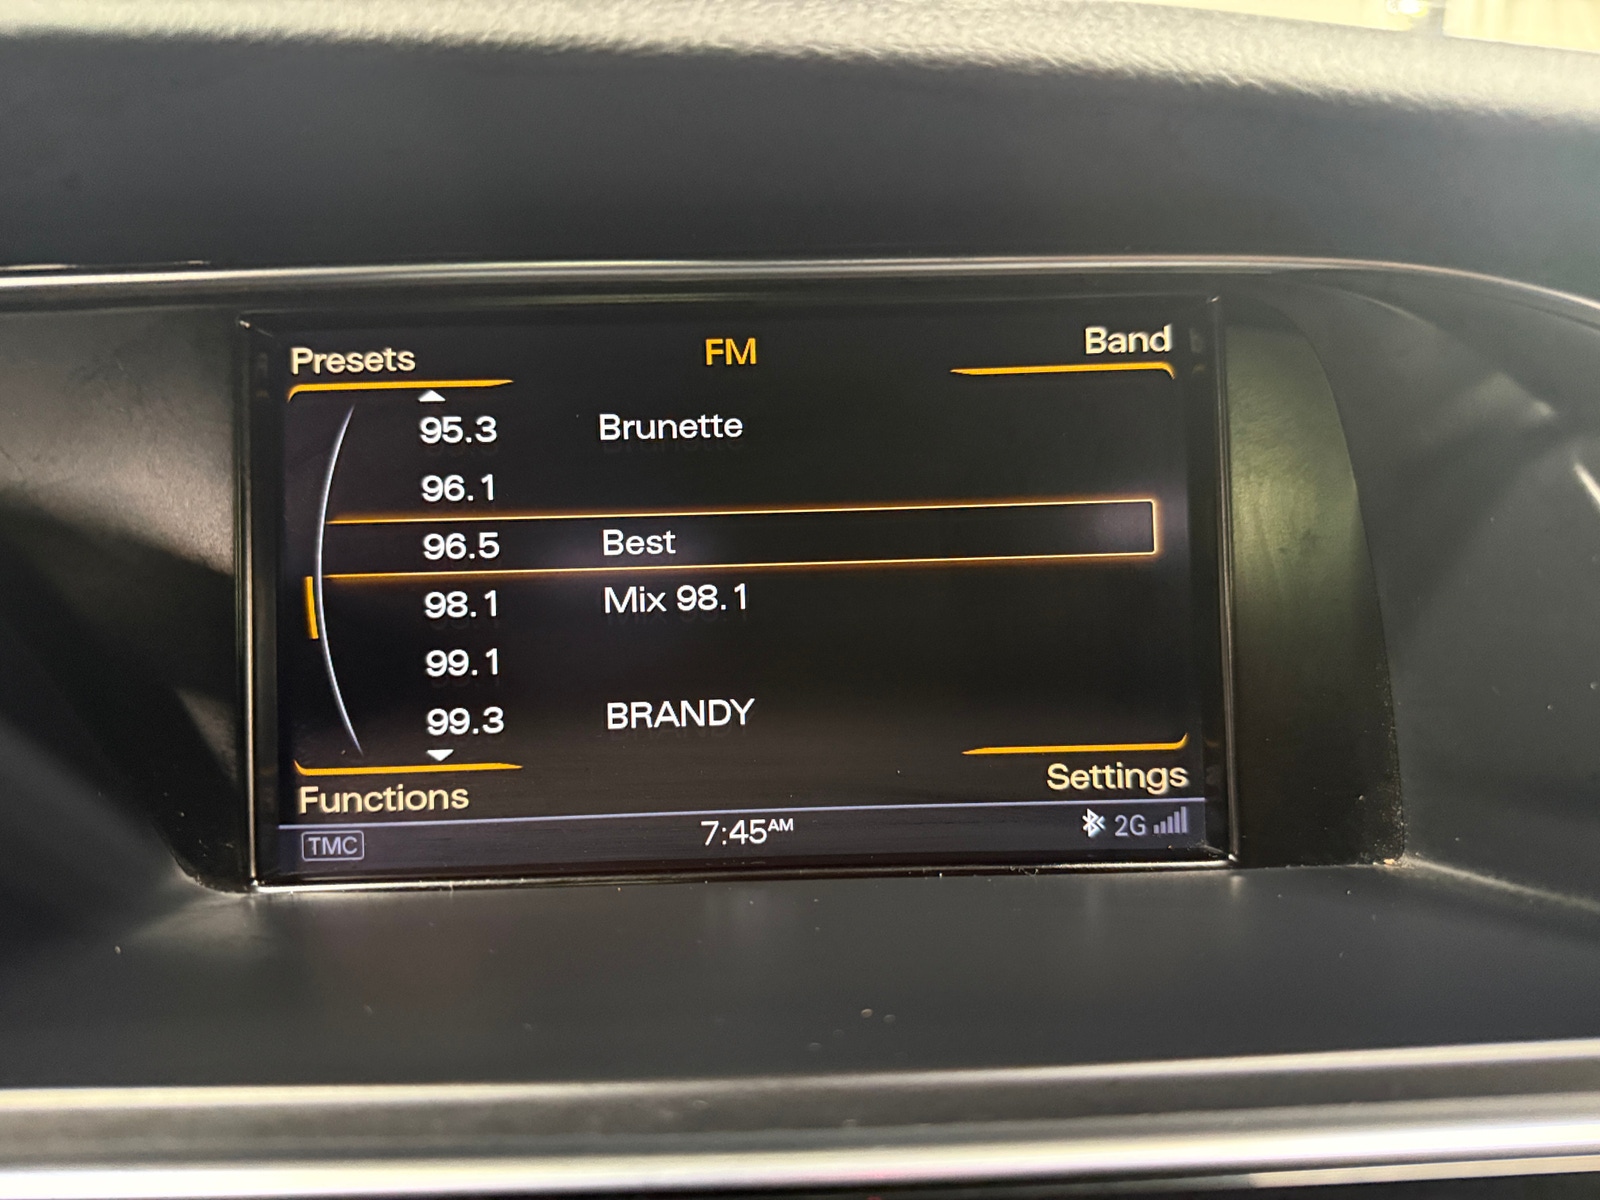 Presets FM Band
95.3 Brunette
96.1
96.5 Best
98.1 Mix 98.1
99.1
99.3 BRANDY
Functions Settings
TMC 7:45AM 2G